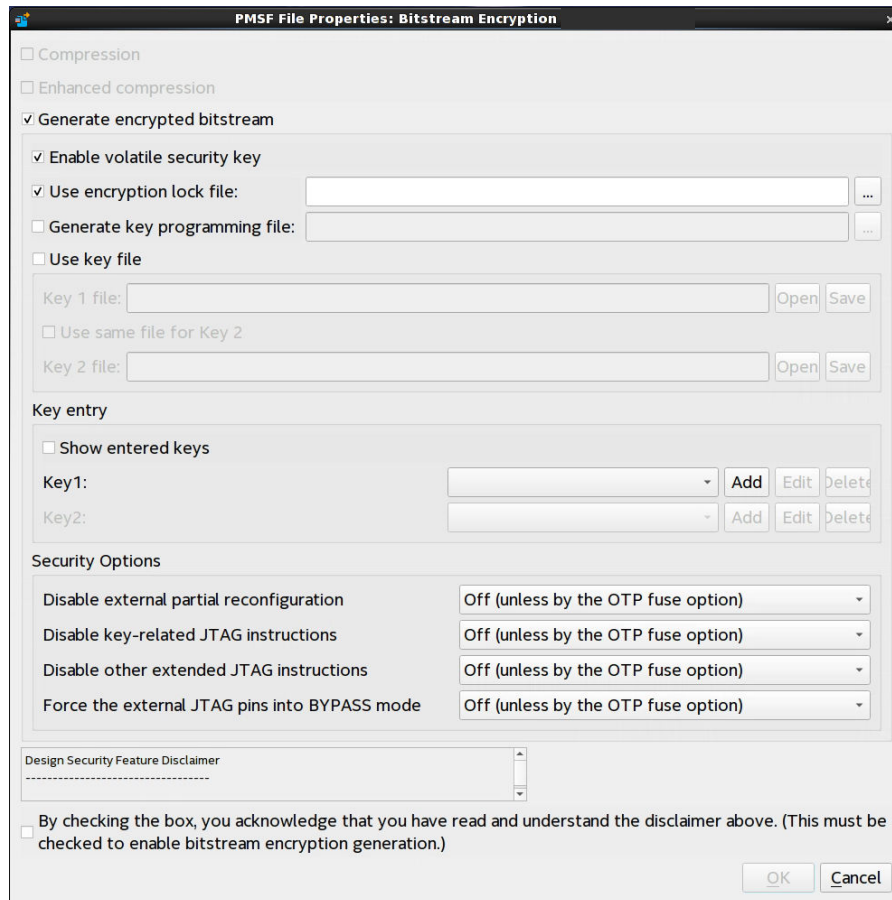 PMSF File Properties: Bitstream Encryption
Compression
Enhanced compression
Generate encrypted bitstream
Enable volatile security key
Use encryption lock file: ...
Generate key programming file: ...
Use key file
Key 1 file: Open Save
Use same file for Key 2
Key 2 file: Open Save
Key entry
Show entered keys
Key1: Add Edit Delete
Key2: Add Edit Delete
Security Options
Disable external partial reconfiguration Off (unless by the OTP fuse option)
Disable key-related JTAG instructions Off (unless by the OTP fuse option)
Disable other extended JTAG instructions Off (unless by the OTP fuse option)
Force the external JTAG pins into BYPASS mode Off (unless by the OTP fuse option)
Design Security Feature Disclaimer
----------------------------------
By checking the box, you acknowledge that you have read and understand the disclaimer above. (This must be
checked to enable bitstream encryption generation.)
OK Cancel